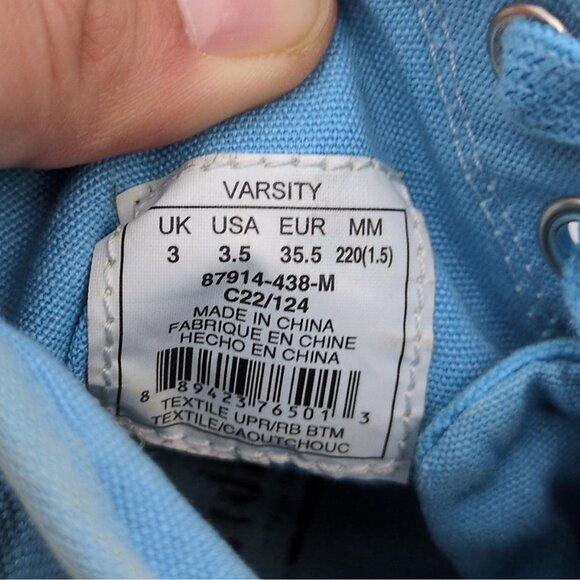 VARSITY
UK USA EUR MM
3 3.5 35.5 220(1.5)
87914-438-M
C22/124
MADE IN CHINA
FABRIQUE EN CHINE
HECHO EN CHINA
8 89423 76501 3
TEXTILE UPR/RB BTM
TEXTILE/CAOUTCHOUC